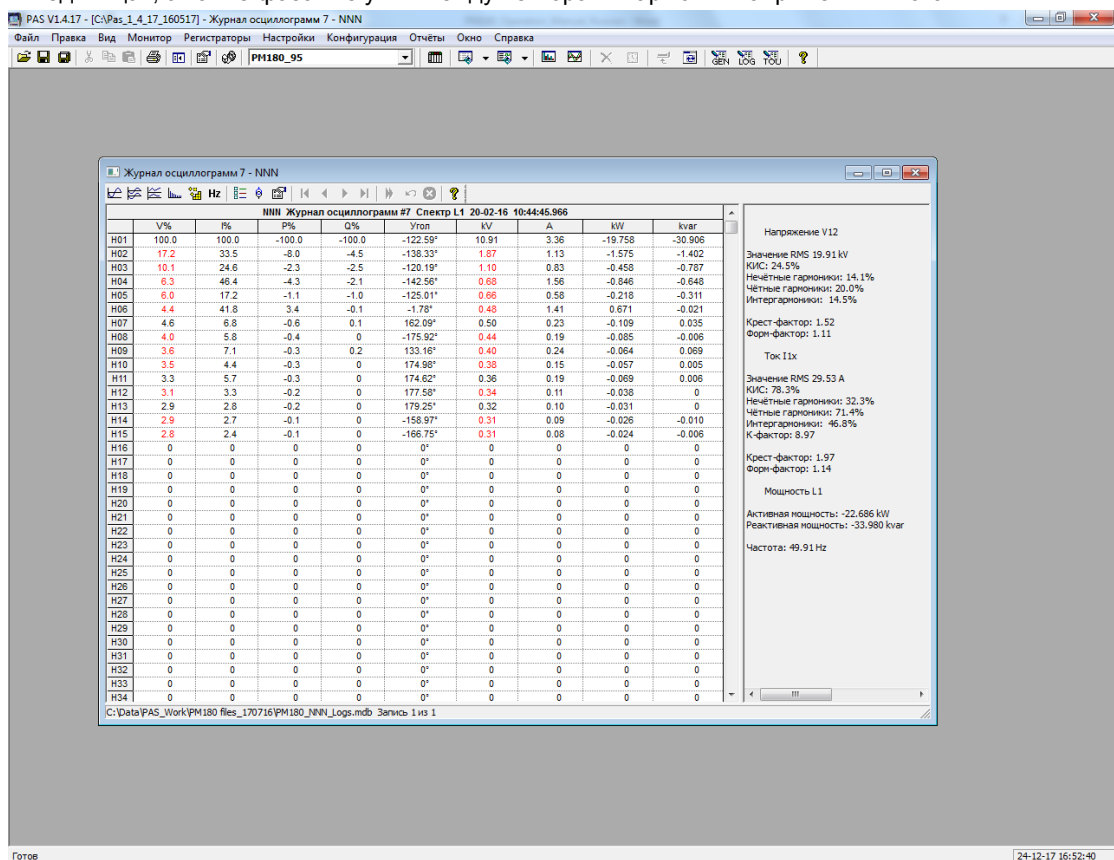 PAS V1.4.17 - [C:\Pas_1_4_17_160517] - Журнал осциллограмм 7 - NNN
Файл Правка Вид Монитор Регистраторы Настройки Конфигурация Отчёты Окно Справка
PM180_95 GEN LOG TOU
Журнал осциллограмм 7 - NNN
Hz
NNN Журнал осциллограмм #7 Спектр L1 20-02-16 10:44:45.966
V% I% P% Q% Угол kV A kW kvar
H01 100.0 100.0 -100.0 -100.0 -122.59° 10.91 3.36 -19.758 -30.906
H02 17.2 33.5 -8.0 -4.5 -138.33° 1.87 1.13 -1.575 -1.402
H03 10.1 24.6 -2.3 -2.5 -120.19° 1.10 0.83 -0.458 -0.787
H04 6.3 46.4 -4.3 -2.1 -142.56° 0.68 1.56 -0.846 -0.648
H05 6.0 17.2 -1.1 -1.0 -125.01° 0.66 0.58 -0.218 -0.311
H06 4.4 41.8 3.4 -0.1 -1.78° 0.48 1.41 0.671 -0.021
H07 4.6 6.8 -0.6 0.1 162.09° 0.50 0.23 -0.109 0.035
H08 4.0 5.8 -0.4 0 -175.92° 0.44 0.19 -0.085 -0.006
H09 3.6 7.1 -0.3 0.2 133.16° 0.40 0.24 -0.064 0.069
H10 3.5 4.4 -0.3 0 174.98° 0.38 0.15 -0.057 0.005
H11 3.3 5.7 -0.3 0 174.62° 0.36 0.19 -0.069 0.006
H12 3.1 3.3 -0.2 0 177.58° 0.34 0.11 -0.038 0
H13 2.9 2.8 -0.2 0 179.25° 0.32 0.10 -0.031 0
H14 2.9 2.7 -0.1 0 -158.97° 0.31 0.09 -0.026 -0.010
H15 2.8 2.4 -0.1 0 -166.75° 0.31 0.08 -0.024 -0.006
H16 0 0 0 0 0° 0 0 0 0
H17 0 0 0 0 0° 0 0 0 0
H18 0 0 0 0 0° 0 0 0 0
H19 0 0 0 0 0° 0 0 0 0
H20 0 0 0 0 0° 0 0 0 0
H21 0 0 0 0 0° 0 0 0 0
H22 0 0 0 0 0° 0 0 0 0
H23 0 0 0 0 0° 0 0 0 0
H24 0 0 0 0 0° 0 0 0 0
H25 0 0 0 0 0° 0 0 0 0
H26 0 0 0 0 0° 0 0 0 0
H27 0 0 0 0 0° 0 0 0 0
H28 0 0 0 0 0° 0 0 0 0
H29 0 0 0 0 0° 0 0 0 0
H30 0 0 0 0 0° 0 0 0 0
H31 0 0 0 0 0° 0 0 0 0
H32 0 0 0 0 0° 0 0 0 0
H33 0 0 0 0 0° 0 0 0 0
H34 0 0 0 0 0° 0 0 0 0
Напряжение V12
Значение RMS 19.91 kV
КИС: 24.5%
Нечётные гармоники: 14.1%
Чётные гармоники: 20.0%
Интергармоники: 14.5%
Крест-фактор: 1.52
Форм-фактор: 1.11
Ток I1x
Значение RMS 29.53 A
КИС: 78.3%
Нечётные гармоники: 32.3%
Чётные гармоники: 71.4%
Интергармоники: 46.8%
К-фактор: 8.97
Крест-фактор: 1.97
Форм-фактор: 1.14
Мощность L1
Активная мощность: -22.686 kW
Реактивная мощность: -33.980 kvar
Частота: 49.91 Hz
C:\Data\PAS_Work\PM180 files_170716\PM180_NNN_Logs.mdb Запись 1 из 1
Готов 24-12-17 16:52:40